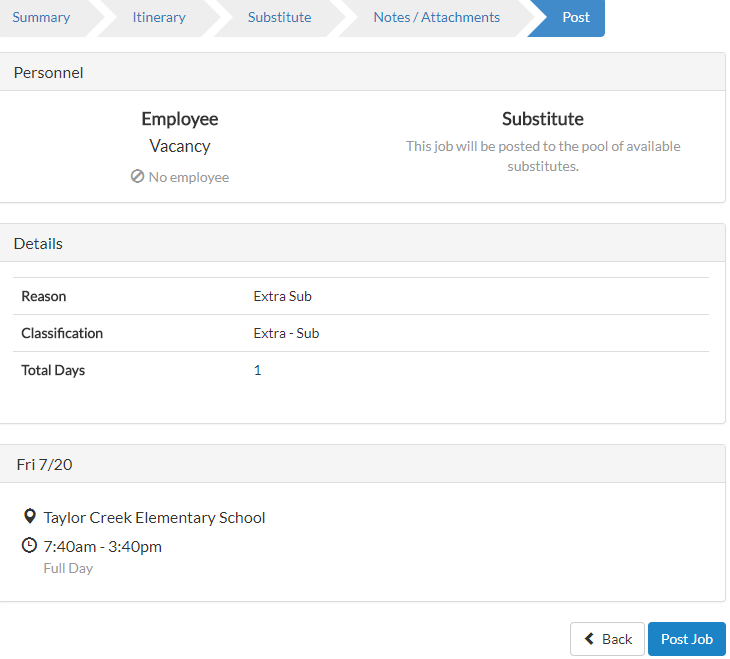 Summary
Itinerary
Substitute
Notes / Attachments
Post
Personnel
Employee
Vacancy
No employee
Substitute
This job will be posted to the pool of available
substitutes.
Details
Reason Extra Sub
Classification Extra - Sub
Total Days 1
Fri 7/20
Taylor Creek Elementary School
7:40am - 3:40pm
Full Day
Back
Post Job